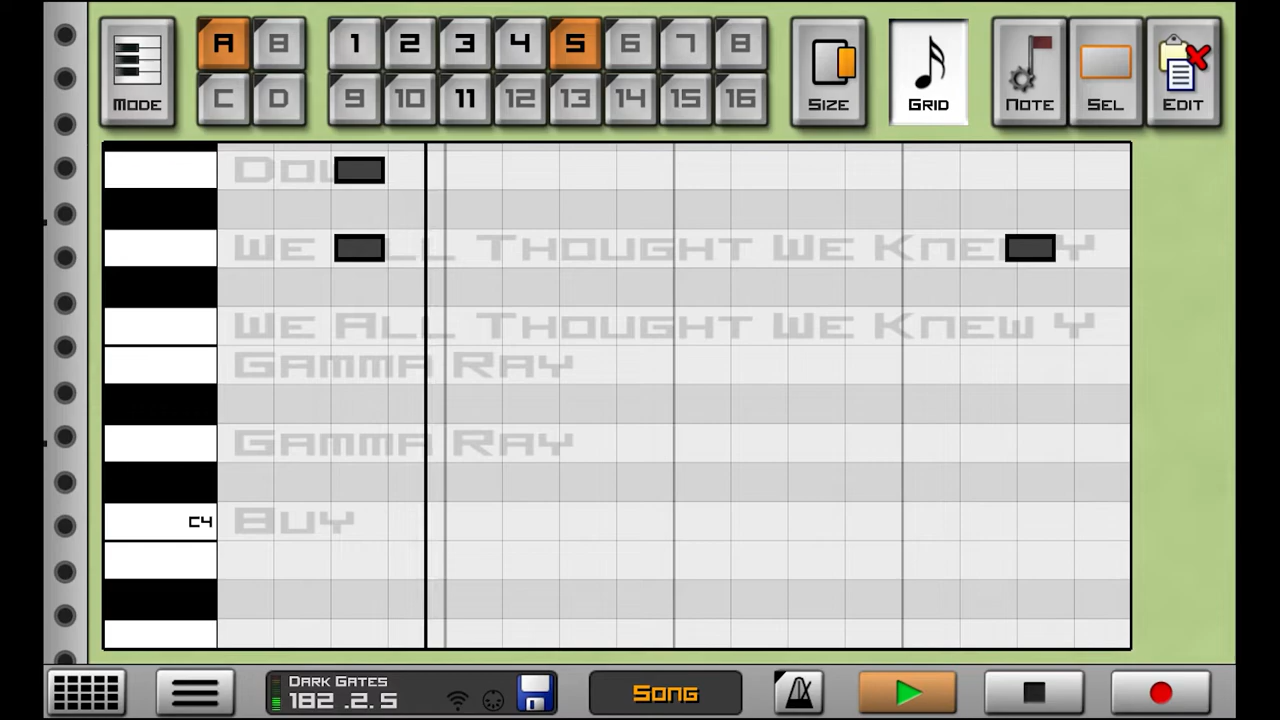 MODE
A B
C D
1 2 3 4 5 6 7 8
9 10 11 12 13 14 15 16
SIZE
GRID
NOTE
SEL
EDIT
We All Thought We
We All Thought We Knew Y
Gamma Ray
Gamma Ray
C4 Buy
DARK GATES
182 .2.5
SONG